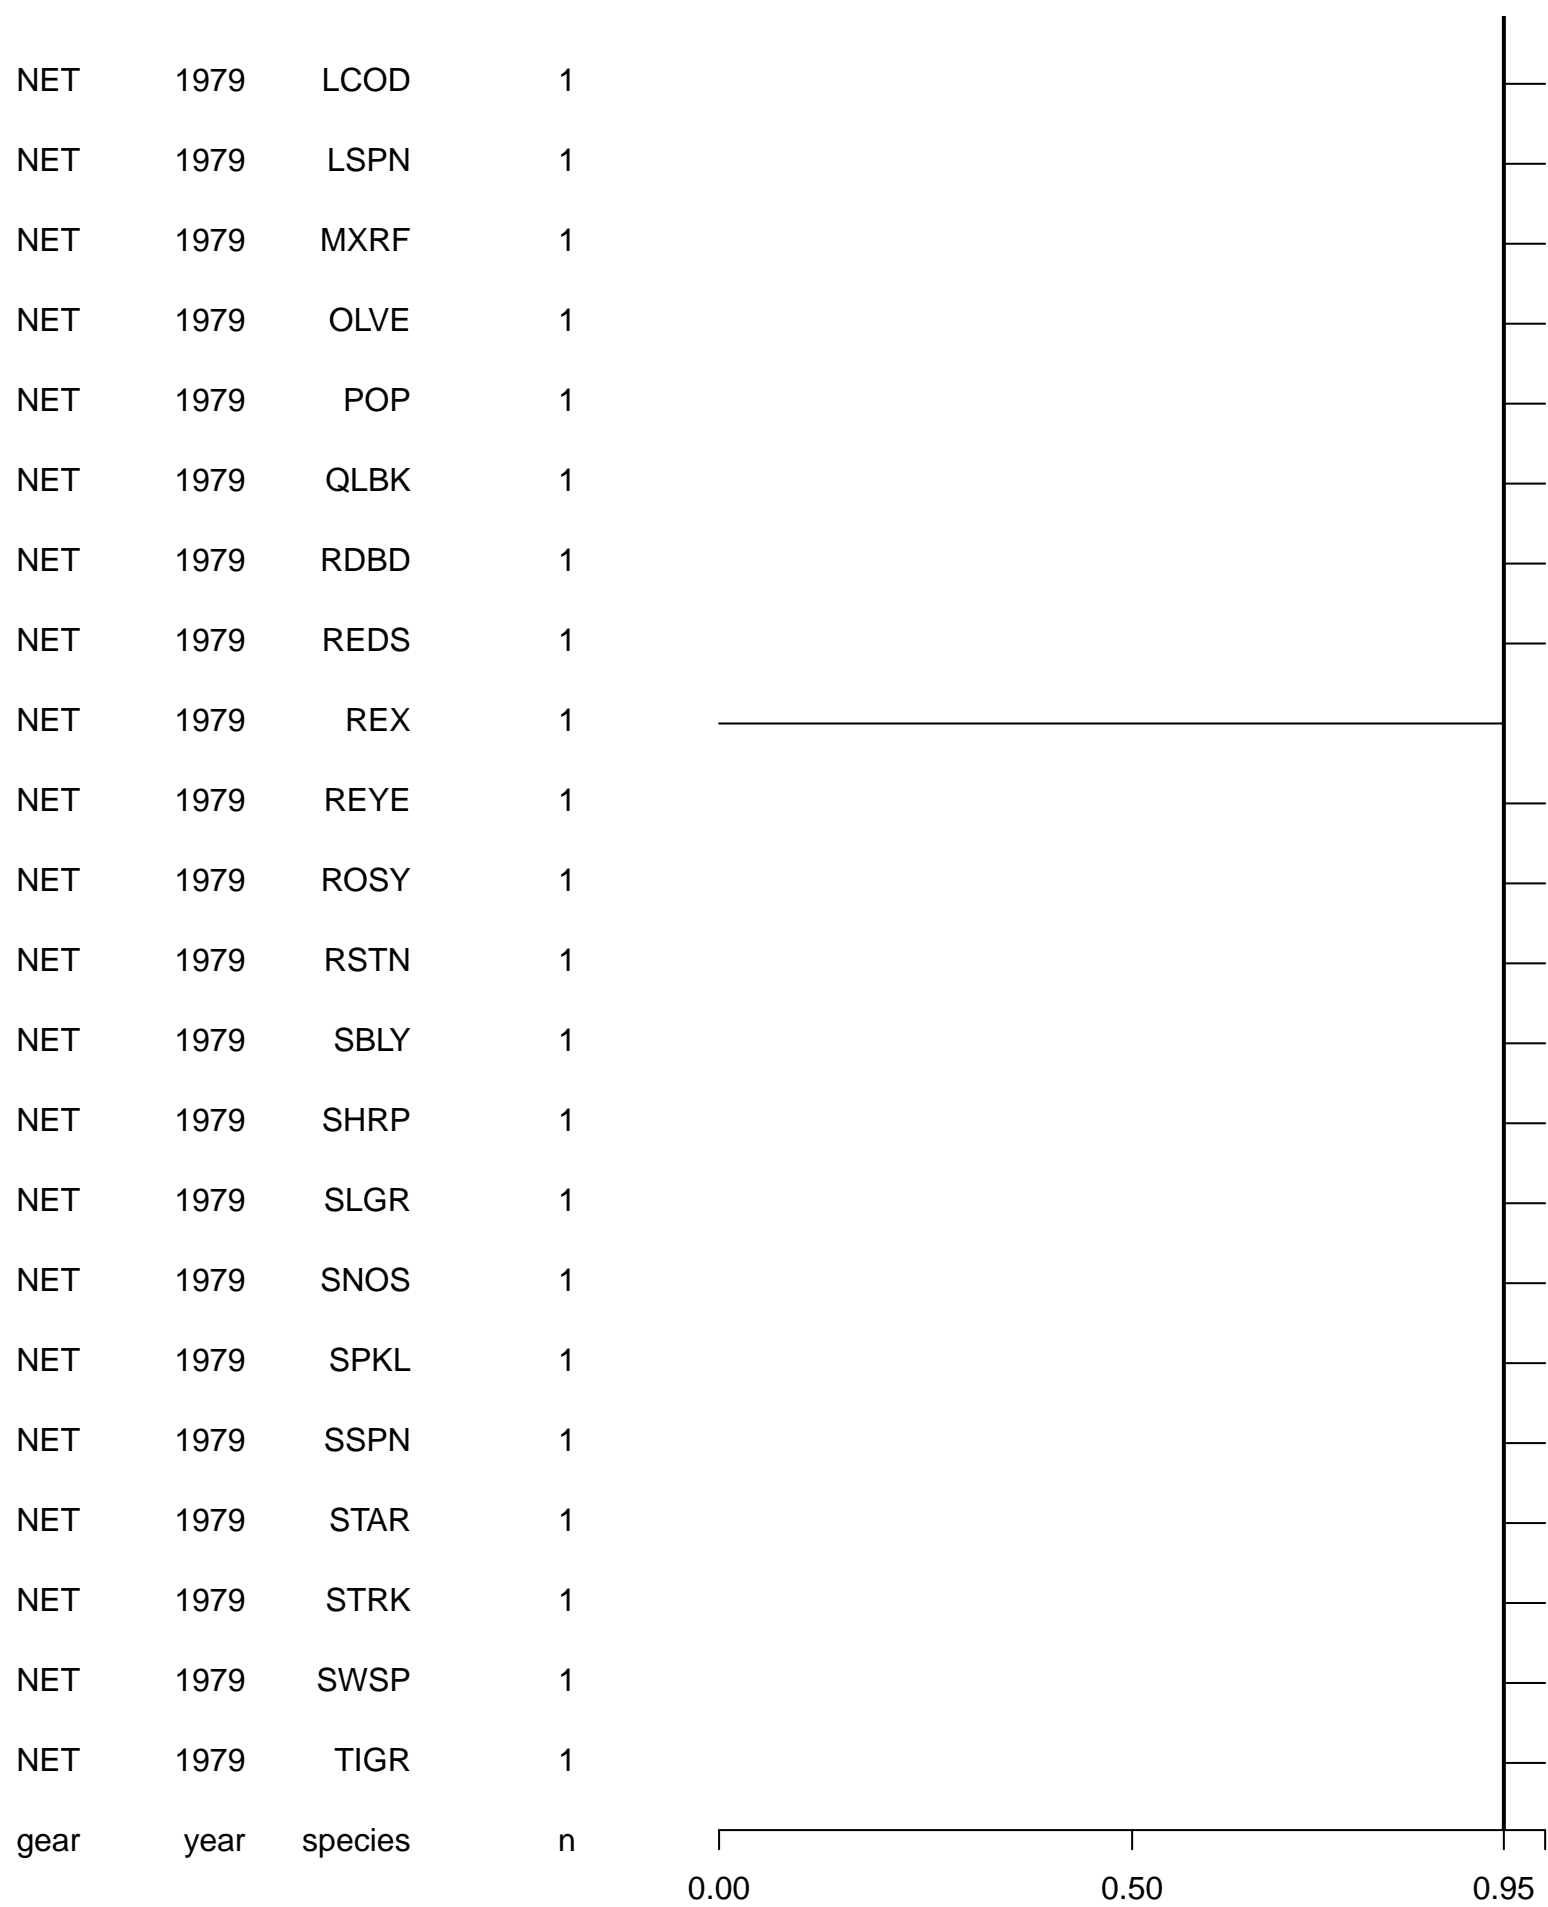 NET 1979 LCOD 1
NET 1979 LSPN 1
NET 1979 MXRF 1
NET 1979 OLVE 1
NET 1979 POP 1
NET 1979 QLBK 1
NET 1979 RDBD 1
NET 1979 REDS 1
NET 1979 REX 1
NET 1979 REYE 1
NET 1979 ROSY 1
NET 1979 RSTN 1
NET 1979 SBLY 1
NET 1979 SHRP 1
NET 1979 SLGR 1
NET 1979 SNOS 1
NET 1979 SPKL 1
NET 1979 SSPN 1
NET 1979 STAR 1
NET 1979 STRK 1
NET 1979 SWSP 1
NET 1979 TIGR 1
gear year species n
0.00 0.50 0.95